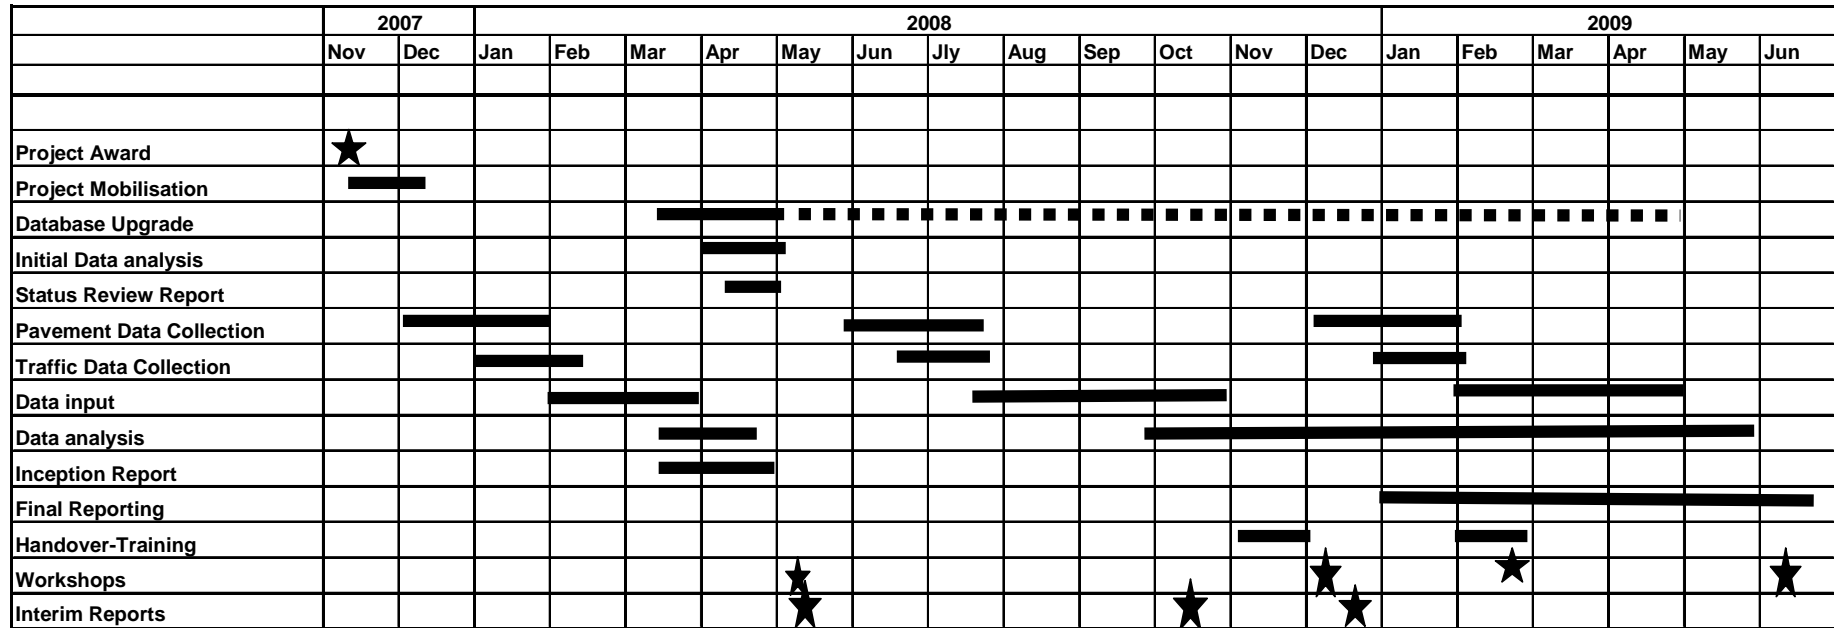 2007 2008 2009
Nov Dec Jan Feb Mar Apr May Jun Jly Aug Sep Oct Nov Dec Jan Feb Mar Apr May Jun
Project Award
Project Mobilisation
Database Upgrade
Initial Data analysis
Status Review Report
Pavement Data Collection
Traffic Data Collection
Data input
Data analysis
Inception Report
Final Reporting
Handover-Training
Workshops
Interim Reports